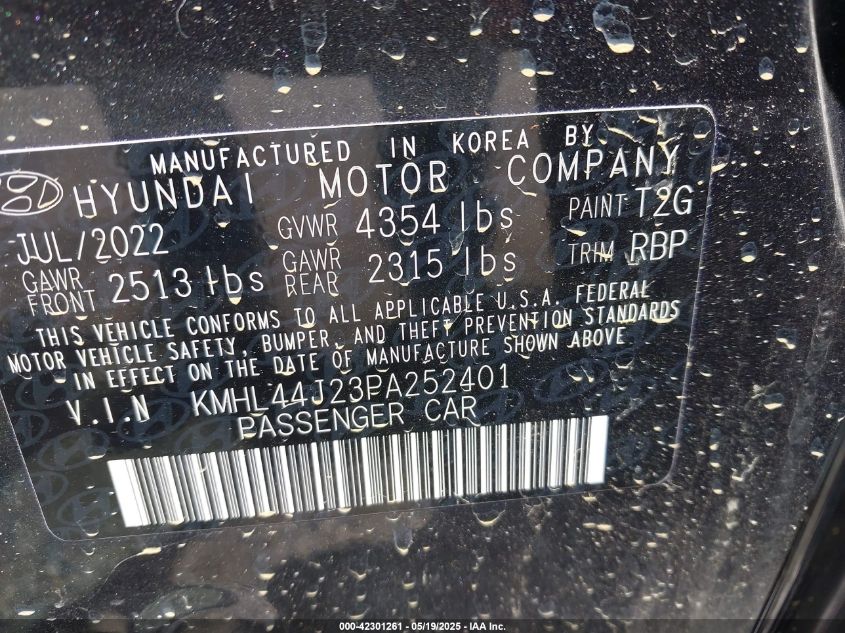 MANUFACTURED IN KOREA BY
HYUNDAI MOTOR COMPANY
JUL/2022 GVWR 4354 lbs PAINT T2G
GAWR FRONT 2513 lbs GAWR REAR 2315 lbs TRIM RBP
THIS VEHICLE CONFORMS TO ALL APPLICABLE U.S.A. FEDERAL
MOTOR VEHICLE SAFETY, BUMPER, AND THEFT PREVENTION STANDARDS
IN EFFECT ON THE DATE OF MANUFACTURE SHOWN ABOVE
V.I.N KMHL44J23PA252401
PASSENGER CAR
000-42301261 - 05/19/2025 - IAA Inc.